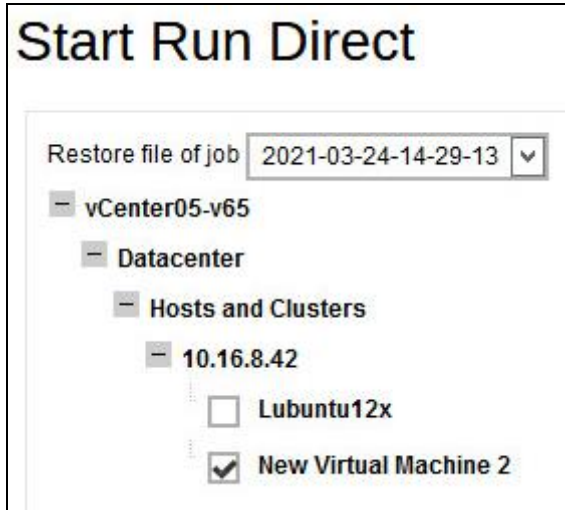 Start Run Direct
Restore file of job 2021-03-24-14-29-13
vCenter05-v65
Datacenter
Hosts and Clusters
10.16.8.42
Lubuntu12x
New Virtual Machine 2